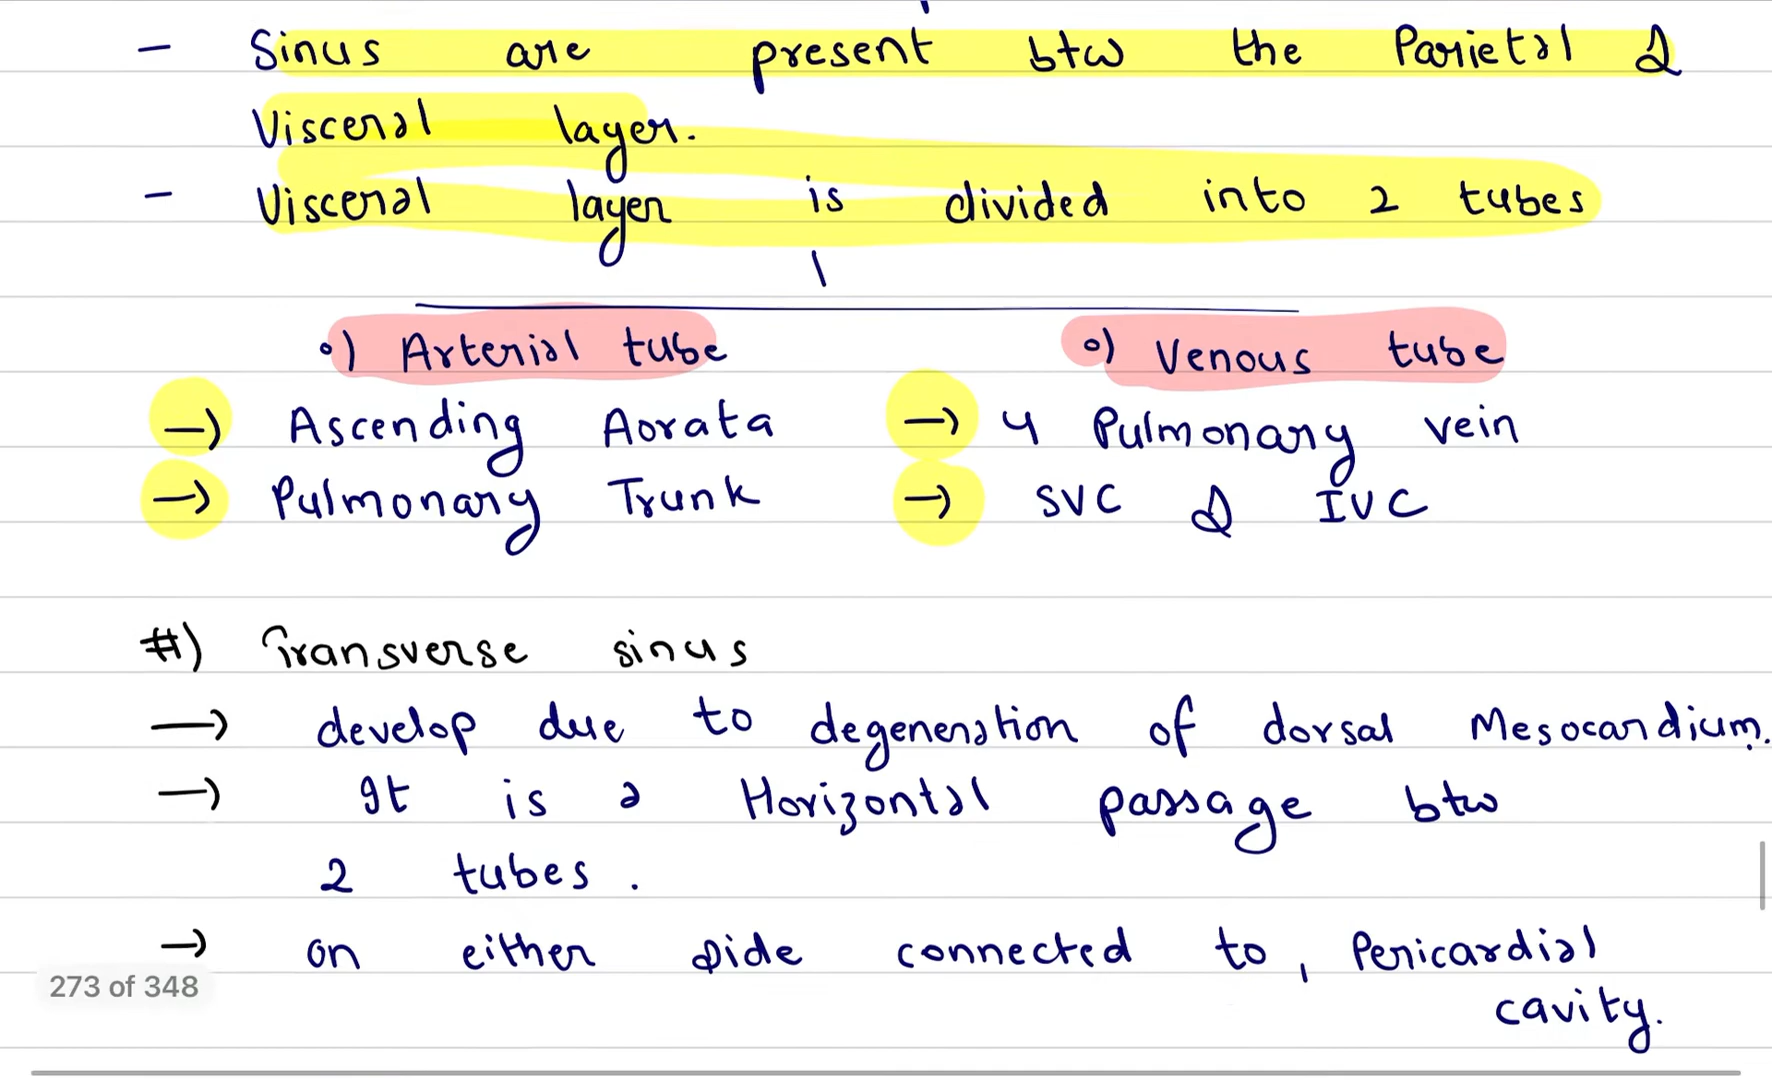 - Sinus are present btw the Parietal &
Visceral layer.
- Visceral layer is divided into 2 tubes
•) Arterial tube
•) Venous tube
→ Ascending Aorata
→ 4 Pulmonary vein
→ Pulmonary Trunk
→ SVC & IVC
#) Transverse sinus
→ develop due to degeneration of dorsal Mesocardium.
→ It is a Horizontal passage btw
2 tubes.
→ on either side connected to, Pericardial
cavity.
273 of 348